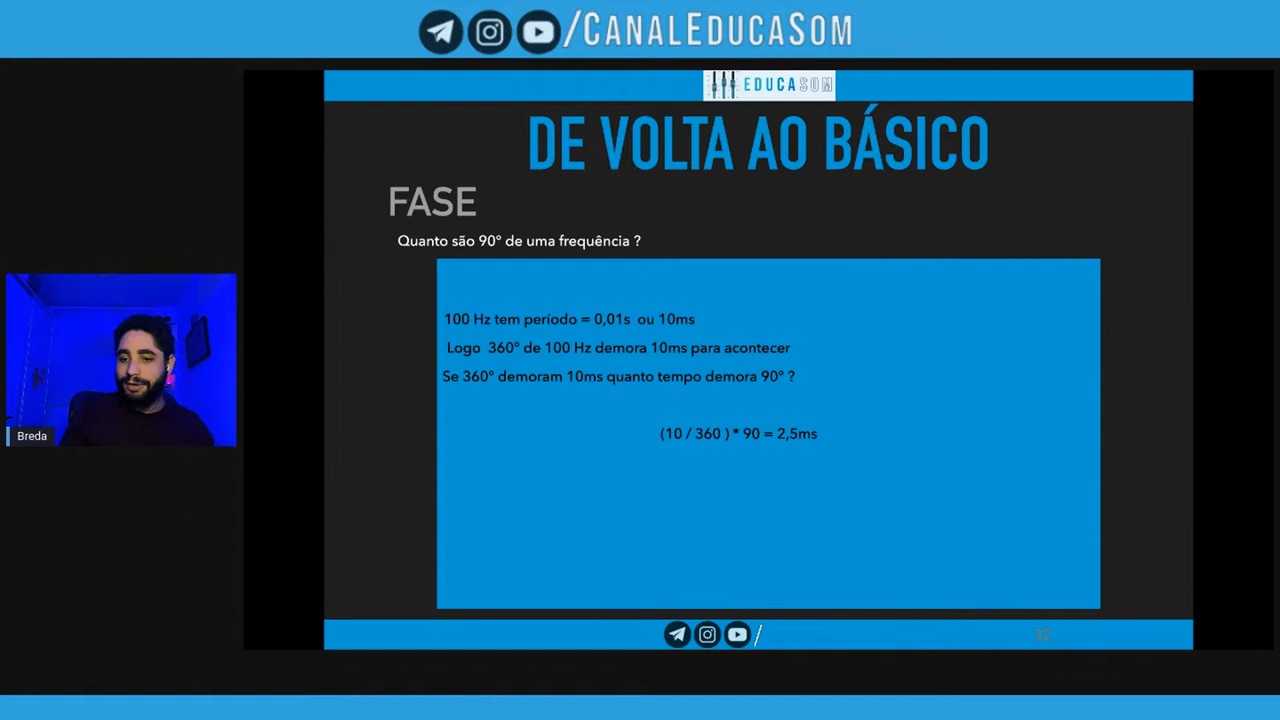 /CANALEDUCASOM
EDUCASOM
DE VOLTA AO BÁSICO
FASE
Quanto são 90° de uma frequência ?
100 Hz tem período = 0,01s ou 10ms
Logo 360° de 100 Hz demora 10ms para acontecer
Se 360° demoram 10ms quanto tempo demora 90° ?
(10 / 360 ) * 90 = 2,5ms
Breda
/
32